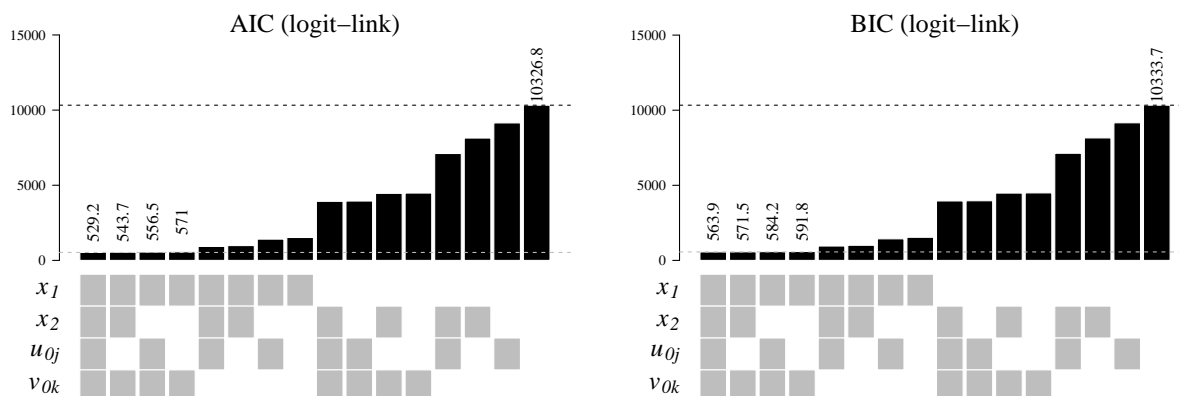 AIC (logit−link)
15000
10000
5000
0
529.2
543.7
556.5
571
10326.8
x1
x2
u0j
v0k
BIC (logit−link)
15000
10000
5000
0
563.9
571.5
584.2
591.8
10333.7
x1
x2
u0j
v0k